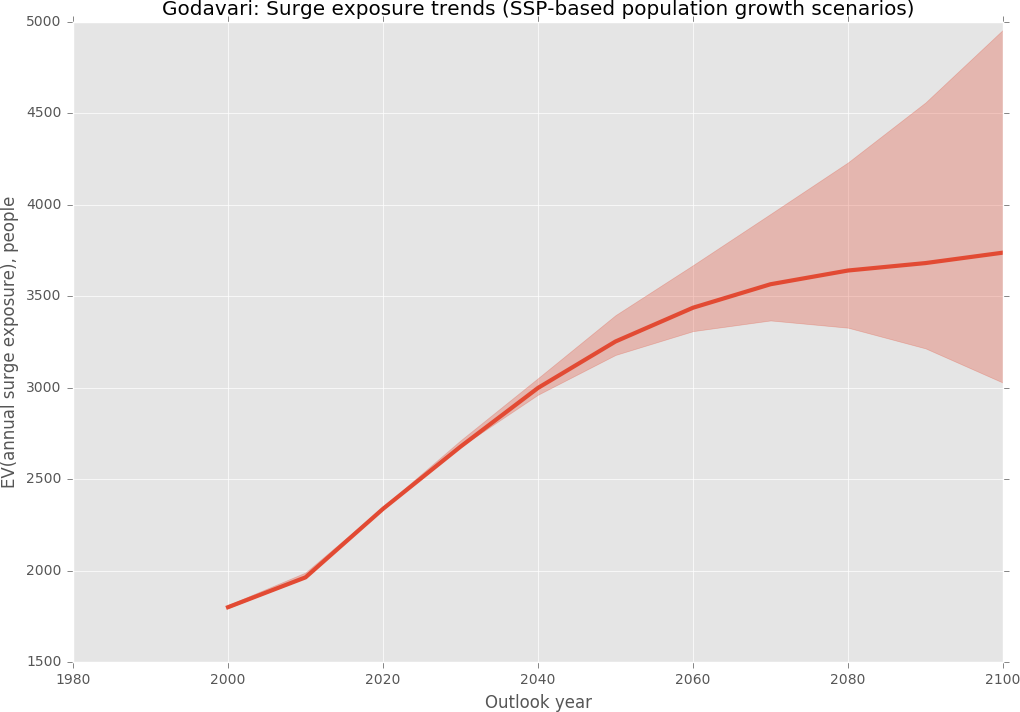 Godavari: Surge exposure trends (SSP-based population growth scenarios)
5000
4500
4000
3500
3000
2500
2000
1500
EV(annual surge exposure), people
1980 2000 2020 2040 2060 2080 2100
Outlook year